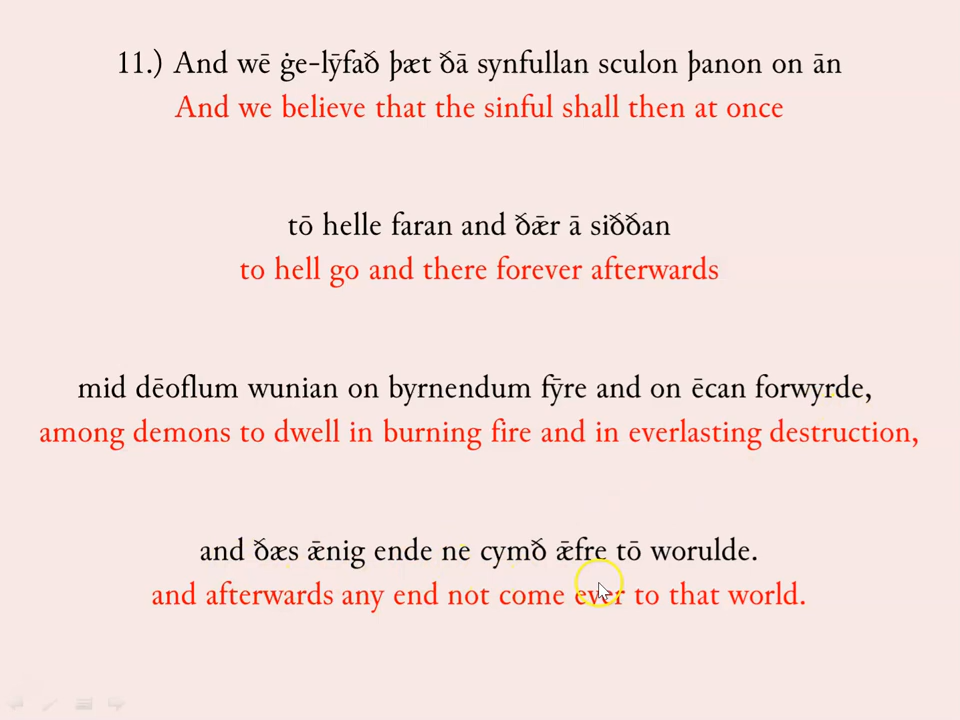 11.) And wē ġe-lȳfað þæt ðā synfullan sculon þanon on ān
And we believe that the sinful shall then at once
tō helle faran and ðǣr ā siððan
to hell go and there forever afterwards
mid dēoflum wunian on byrnendum fȳre and on ēcan forwyrde,
among demons to dwell in burning fire and in everlasting destruction,
and ðæs ǣnig ende ne cymð ǣfre tō worulde.
and afterwards any end not come ever to that world.